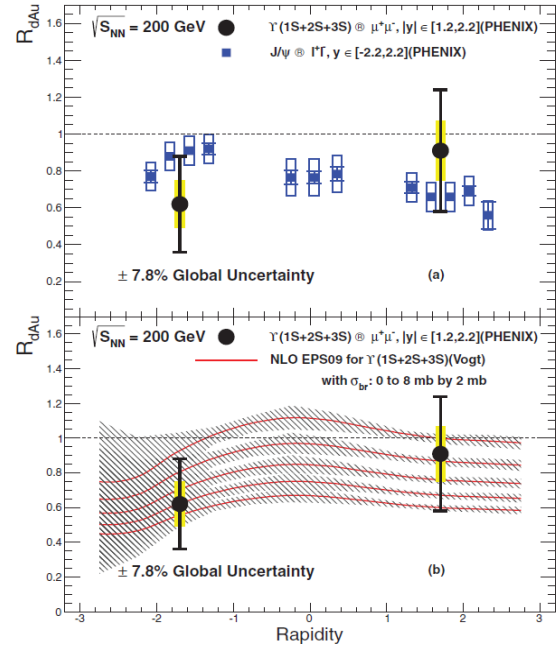 R_dAu
1.6
1.4
1.2
1
0.8
0.6
0.4
0.2
√S_NN = 200 GeV
ϒ(1S+2S+3S) ® μ⁺μ⁻, |y| ∈ [1.2,2.2](PHENIX)
J/ψ ® l⁺l⁻, y ∈ [-2.2,2.2](PHENIX)
± 7.8% Global Uncertainty
(a)
R_dAu
1.6
1.4
1.2
1
0.8
0.6
0.4
0.2
0
√S_NN = 200 GeV
ϒ(1S+2S+3S) ® μ⁺μ⁻, |y| ∈ [1.2,2.2](PHENIX)
NLO EPS09 for ϒ(1S+2S+3S)(Vogt)
with σ_br: 0 to 8 mb by 2 mb
± 7.8% Global Uncertainty
(b)
-3 -2 -1 0 1 2 3
Rapidity